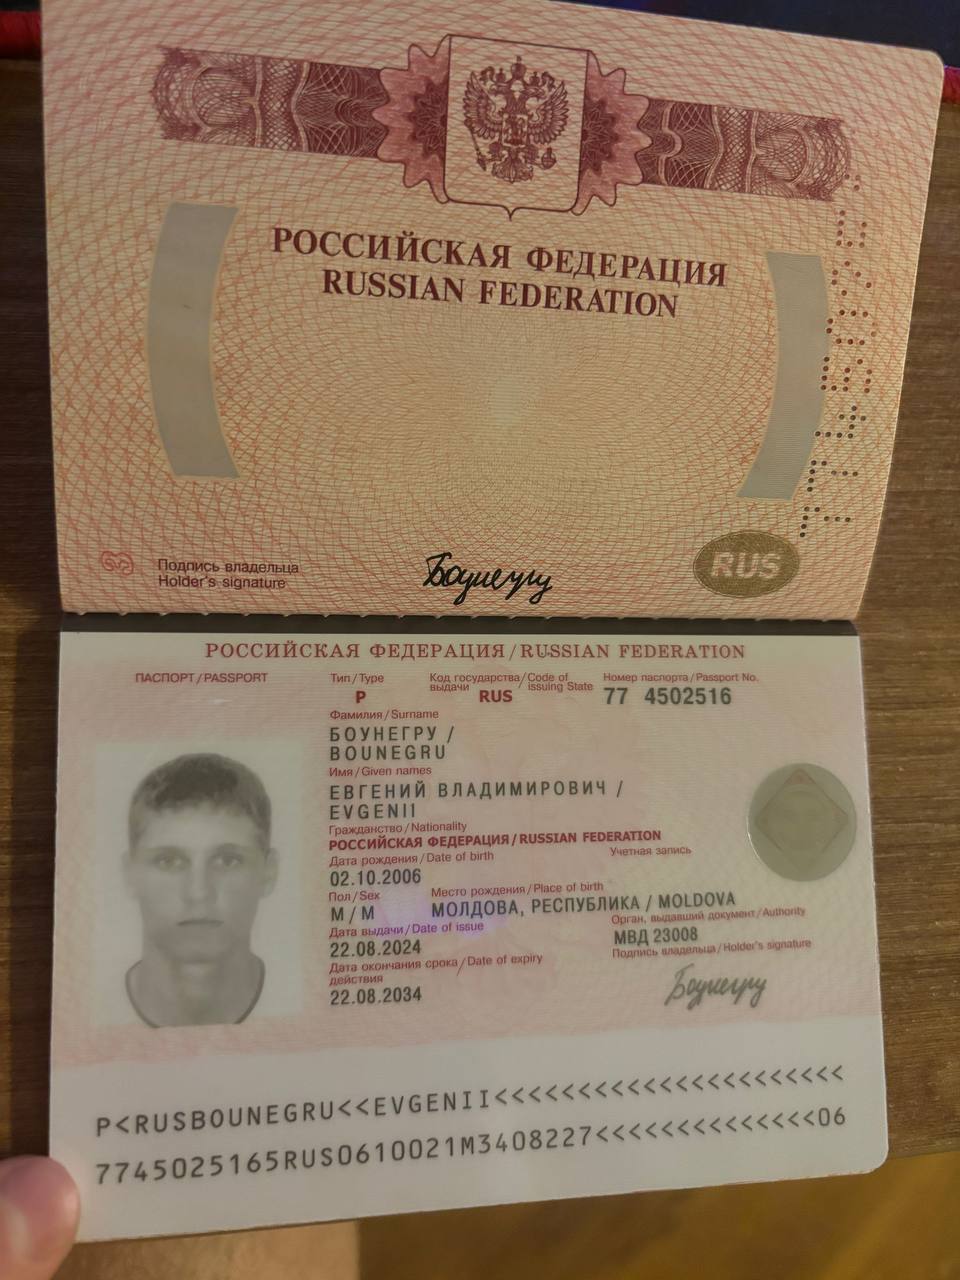 РОССИЙСКАЯ ФЕДЕРАЦИЯ
RUSSIAN FEDERATION
77 4502516
Подпись владельца
Holder's signature
Боунегру
RUS
РОССИЙСКАЯ ФЕДЕРАЦИЯ / RUSSIAN FEDERATION
ПАСПОРТ / PASSPORT
Тип / Type
Код государства / Code of
выдачи issuing State
Номер паспорта / Passport No.
P
RUS
77 4502516
Фамилия / Surname
БОУНЕГРУ /
BOUNEGRU
Имя / Given names
ЕВГЕНИЙ ВЛАДИМИРОВИЧ /
EVGENII
Гражданство / Nationality
РОССИЙСКАЯ ФЕДЕРАЦИЯ / RUSSIAN FEDERATION
Дата рождения / Date of birth
Учетная запись
02.10.2006
Пол / Sex
Место рождения / Place of birth
М / M
МОЛДОВА, РЕСПУБЛИКА / MOLDOVA
Дата выдачи / Date of issue
Орган, выдавший документ / Authority
22.08.2024
МВД 23008
Дата окончания срока / Date of expiry
действия
Подпись владельца / Holder's signature
22.08.2034
Боунегру
P<RUSBOUNEGRU<<EVGENII<<<<<<<<<<<<<<<<<<<<<<
7745025165RUS0610021M3408227<<<<<<<<<<<<<<06